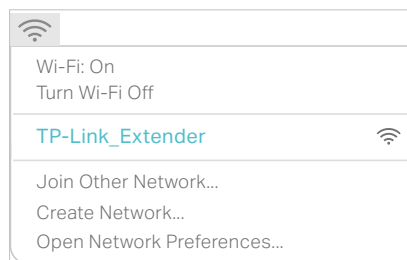 Wi-Fi: On
Turn Wi-Fi Off
TP-Link_Extender
Join Other Network...
Create Network...
Open Network Preferences...